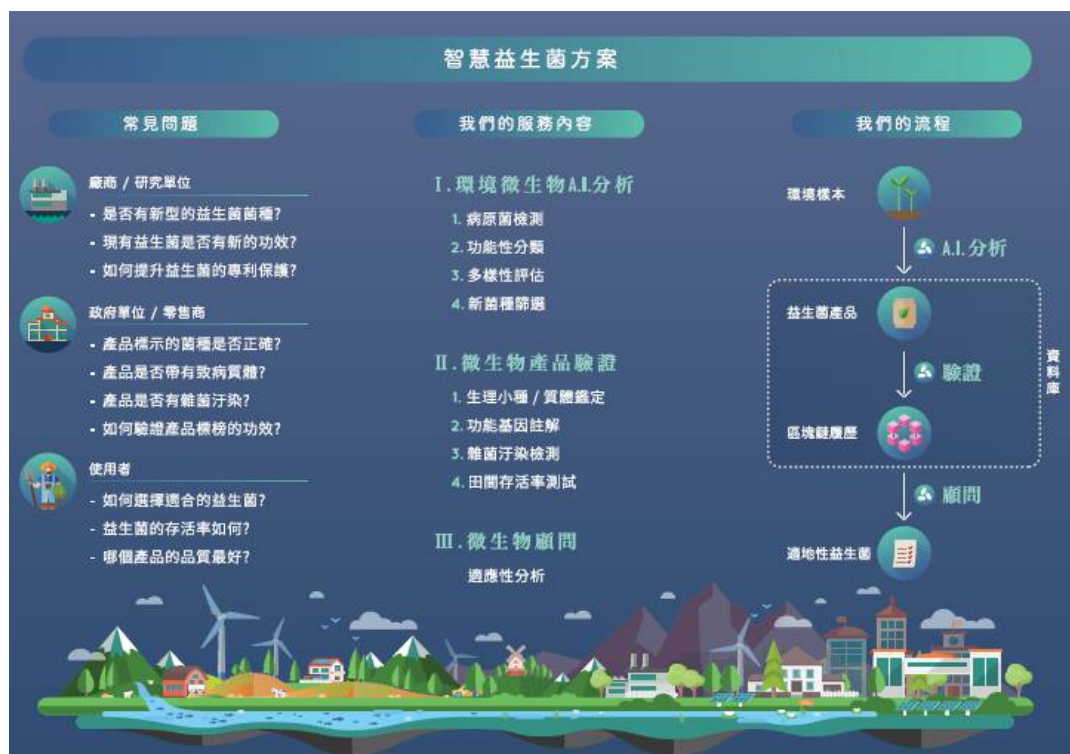 智慧益生菌方案
常見問題
廠商 / 研究單位
- 是否有新型的益生菌菌種?
- 現有益生菌是否有新的功效?
- 如何提升益生菌的專利保護?
政府單位 / 零售商
- 產品標示的菌種是否正確?
- 產品是否帶有致病質體?
- 產品是否有雜菌汙染?
- 如何驗證產品標榜的功效?
使用者
- 如何選擇適合的益生菌?
- 益生菌的存活率如何?
- 哪個產品的品質最好?
我們的服務內容
I.環境微生物A.I.分析
1. 病原菌檢測
2. 功能性分類
3. 多樣性評估
4. 新菌種篩選
II.微生物產品驗證
1. 生理小種 / 質體鑑定
2. 功能基因註解
3. 雜菌汙染檢測
4. 田間存活率測試
III.微生物顧問
適應性分析
我們的流程
環境樣本
A.I.分析
益生菌產品
驗證
區塊鏈履歷
資料庫
顧問
適地性益生菌